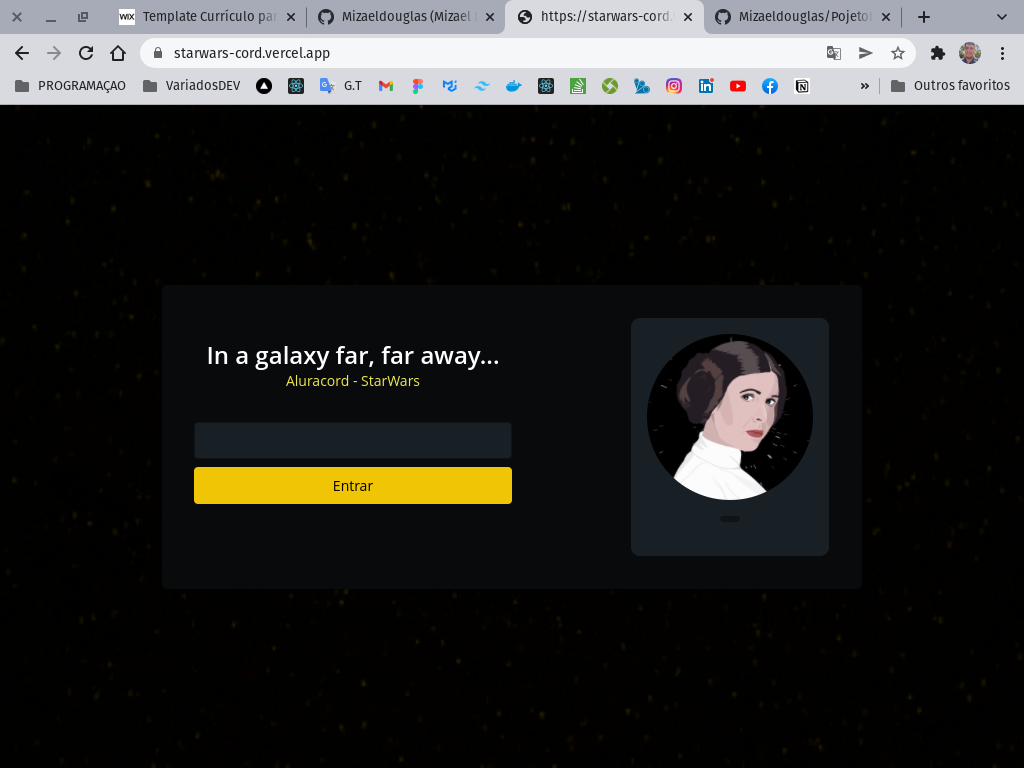 WIX Template Currículo par
Mizaeldouglas (Mizael
https://starwars-cord.
Mizaeldouglas/Pojeto
starwars-cord.vercel.app
PROGRAMAÇAO
VariadosDEV
G.T
Outros favoritos
In a galaxy far, far away...
Aluracord - StarWars
Entrar